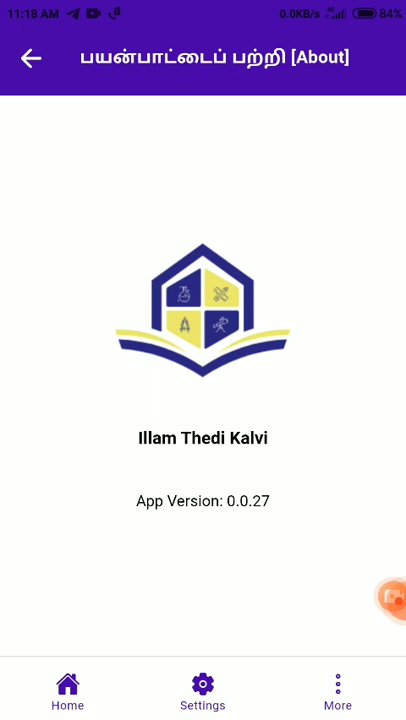 11:18 AM 0.0KB/s 84%
பயன்பாட்டைப் பற்றி [About]
Illam Thedi Kalvi
App Version: 0.0.27
Home Settings More